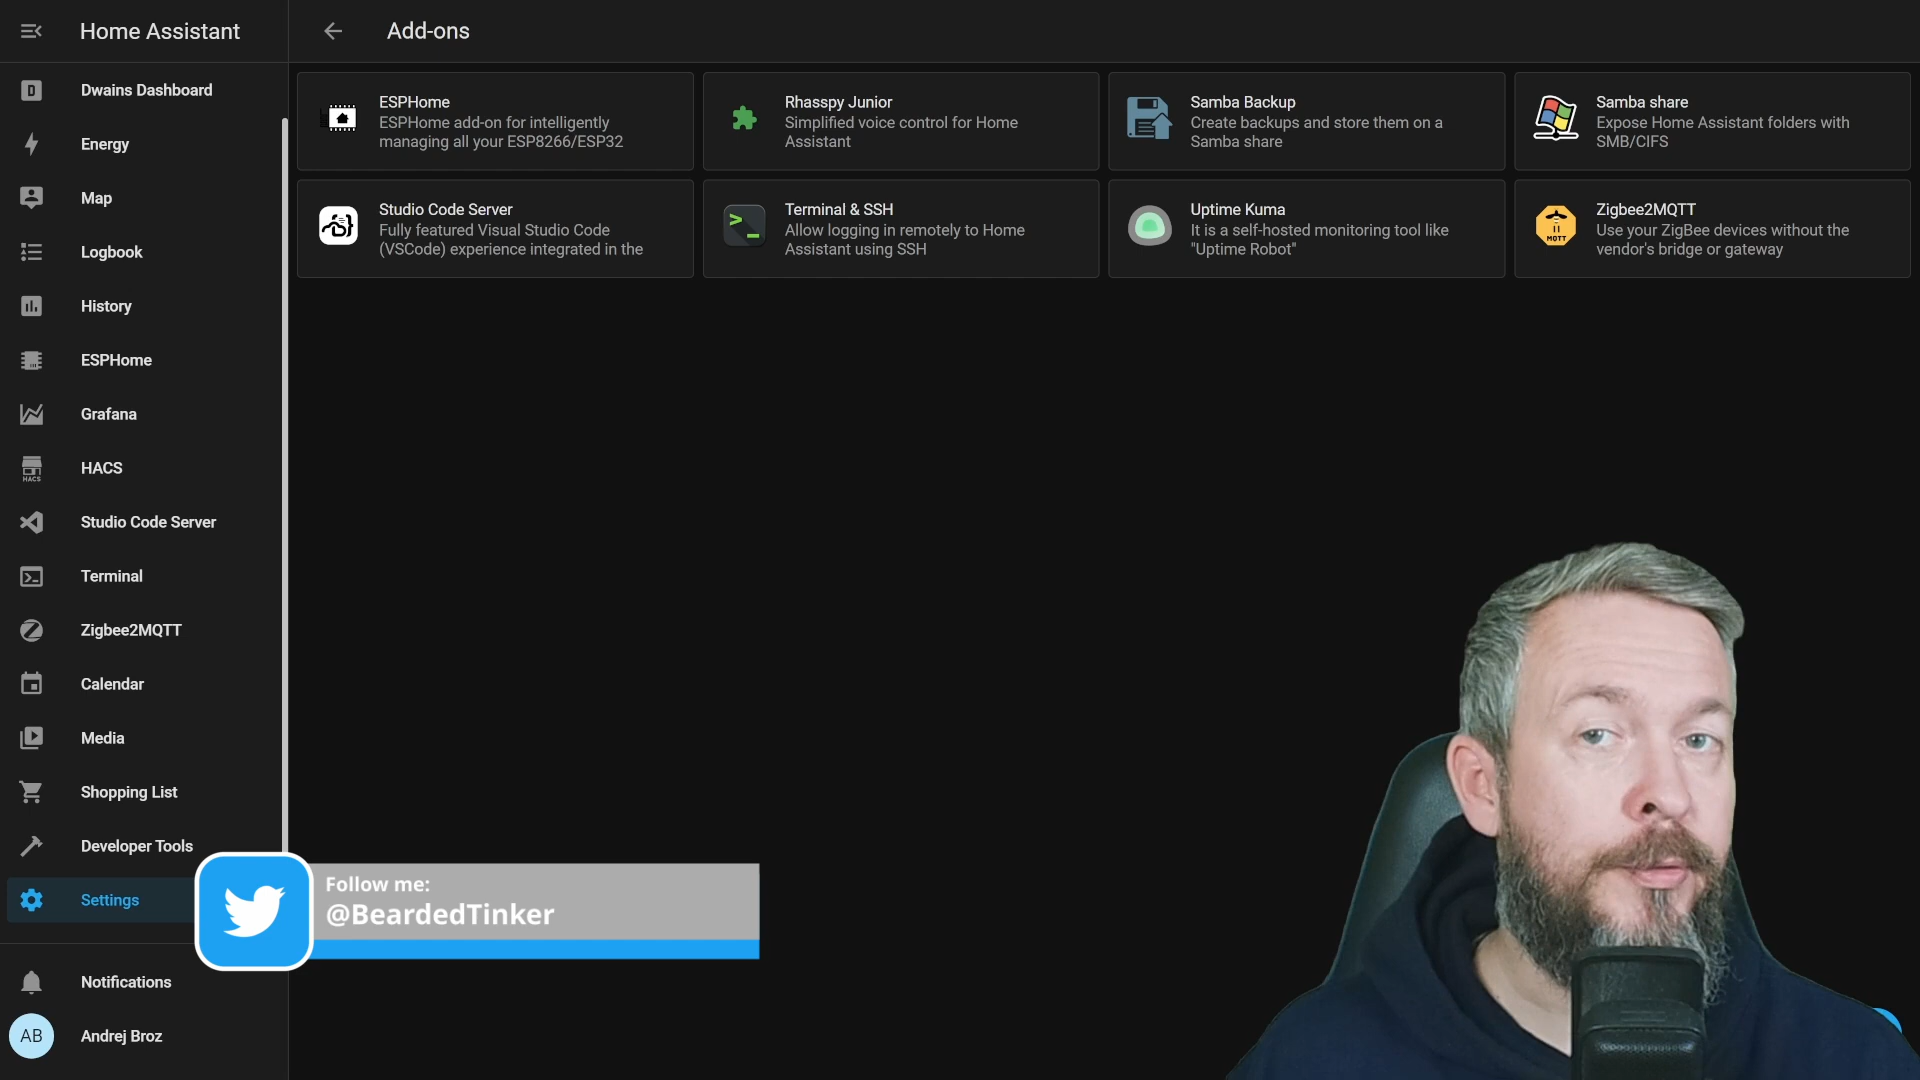 Home Assistant
Add-ons
Dwains Dashboard
Energy
Map
Logbook
History
ESPHome
Grafana
HACS
HACS
Studio Code Server
Terminal
Zigbee2MQTT
Calendar
Media
Shopping List
Developer Tools
Settings
Notifications
AB
Andrej Broz
ESPHome
ESPHome add-on for intelligently
managing all your ESP8266/ESP32
Rhasspy Junior
Simplified voice control for Home
Assistant
Samba Backup
Create backups and store them on a
Samba share
Samba share
Expose Home Assistant folders with
SMB/CIFS
Studio Code Server
Fully featured Visual Studio Code
(VSCode) experience integrated in the
Terminal & SSH
Allow logging in remotely to Home
Assistant using SSH
Uptime Kuma
It is a self-hosted monitoring tool like
"Uptime Robot"
MQTT
Zigbee2MQTT
Use your ZigBee devices without the
vendor's bridge or gateway
Follow me:
@BeardedTinker